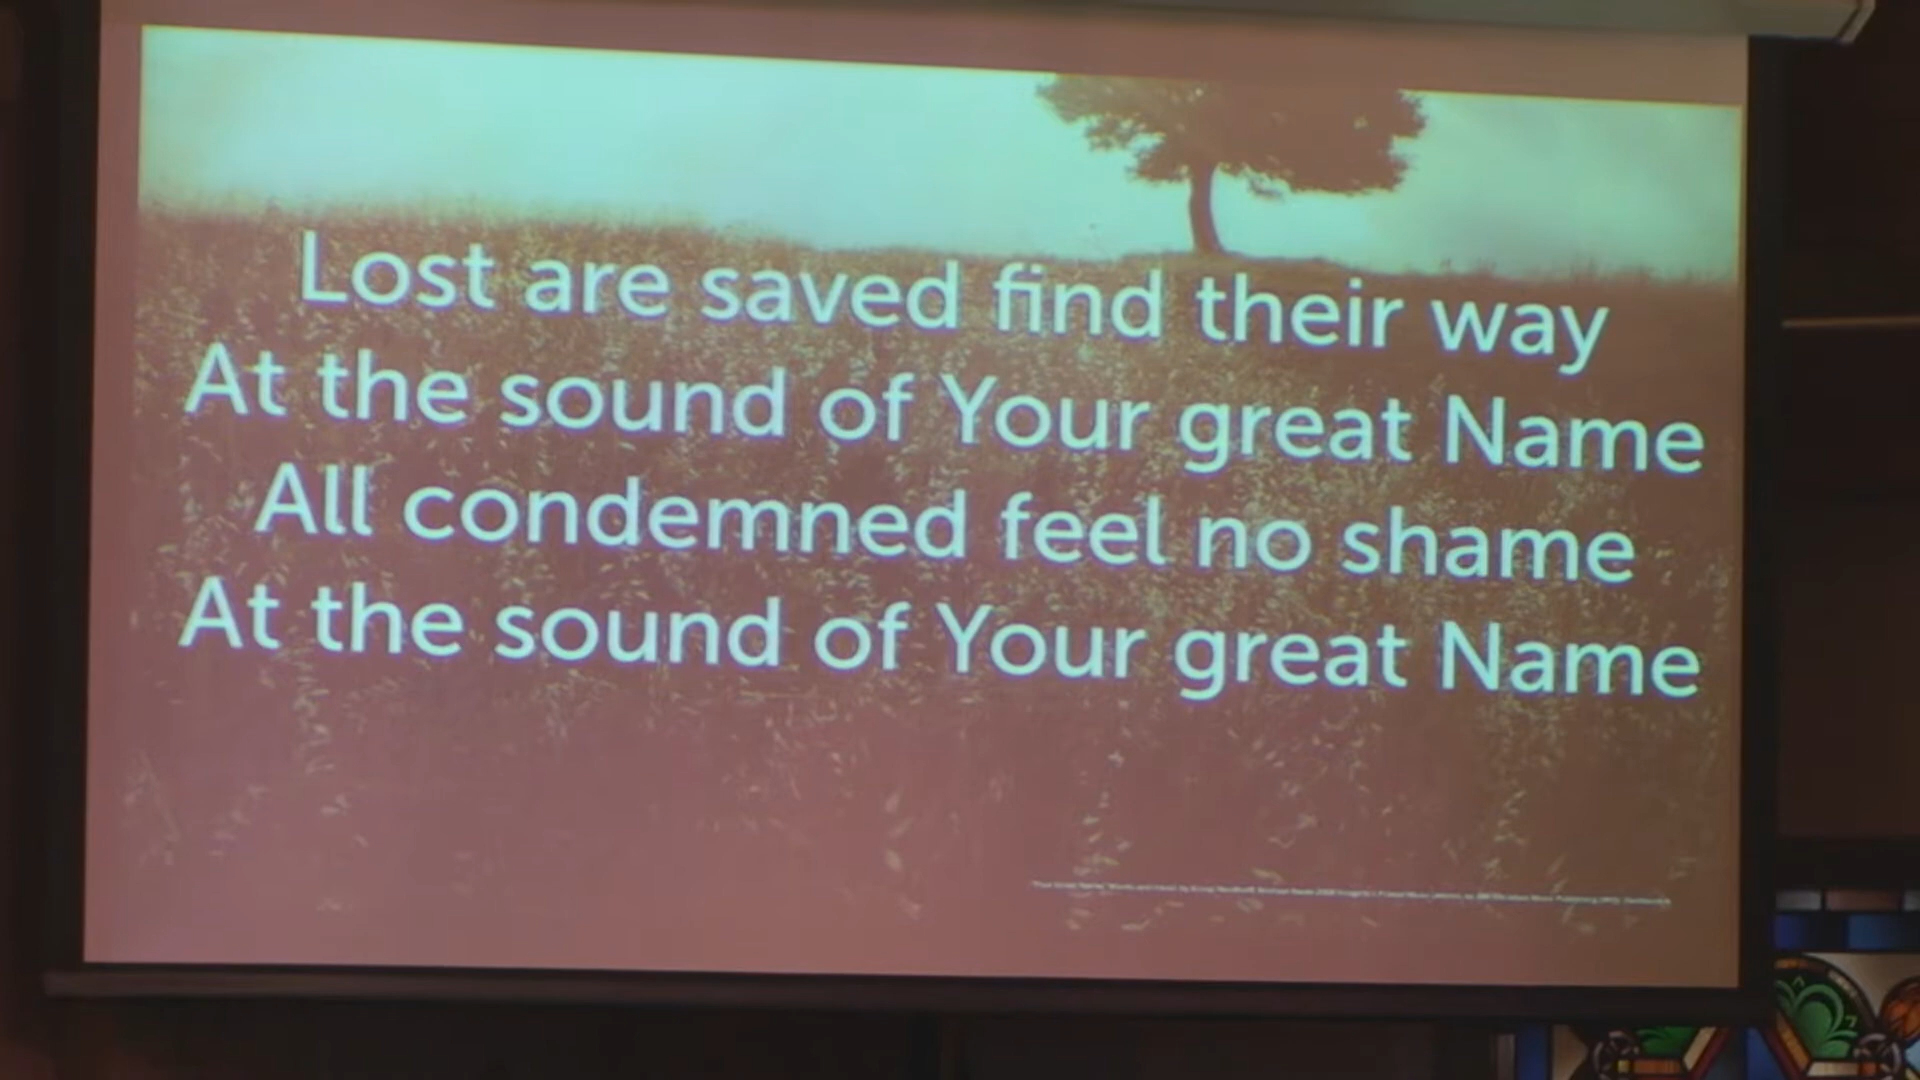 Lost are saved find their way
At the sound of Your great Name
All condemned feel no shame
At the sound of Your great Name